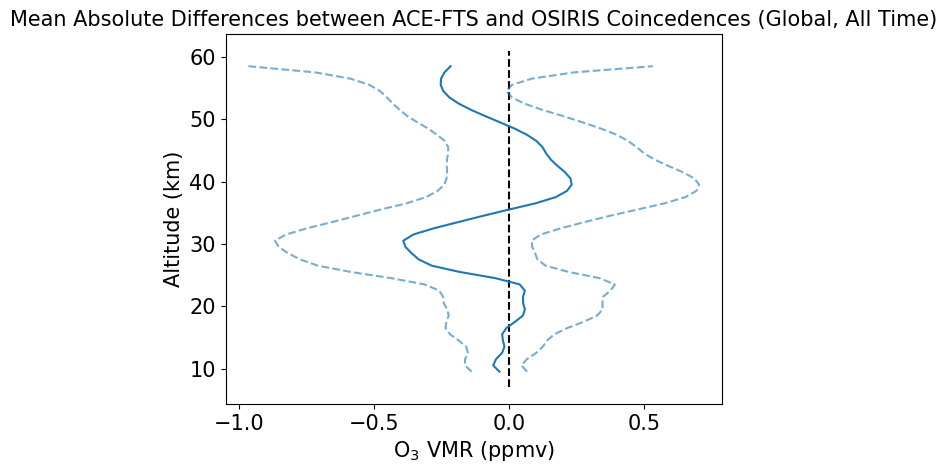 Mean Absolute Differences between ACE-FTS and OSIRIS Coincedences (Global, All Time)
60
50
40
30
20
10
Altitude (km)
−1.0 −0.5 0.0 0.5
O₃ VMR (ppmv)